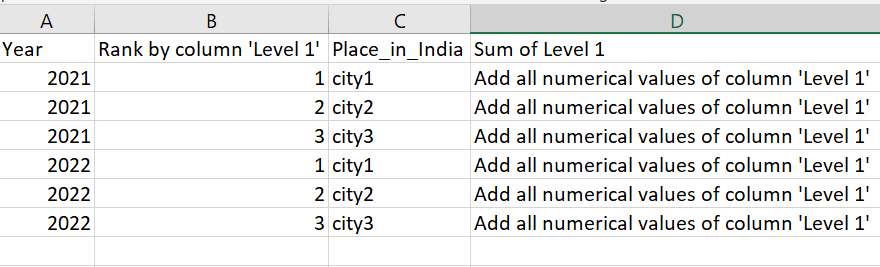 A B C D
Year Rank by column 'Level 1' Place_in_India Sum of Level 1
2021 1 city1 Add all numerical values of column 'Level 1'
2021 2 city2 Add all numerical values of column 'Level 1'
2021 3 city3 Add all numerical values of column 'Level 1'
2022 1 city1 Add all numerical values of column 'Level 1'
2022 2 city2 Add all numerical values of column 'Level 1'
2022 3 city3 Add all numerical values of column 'Level 1'